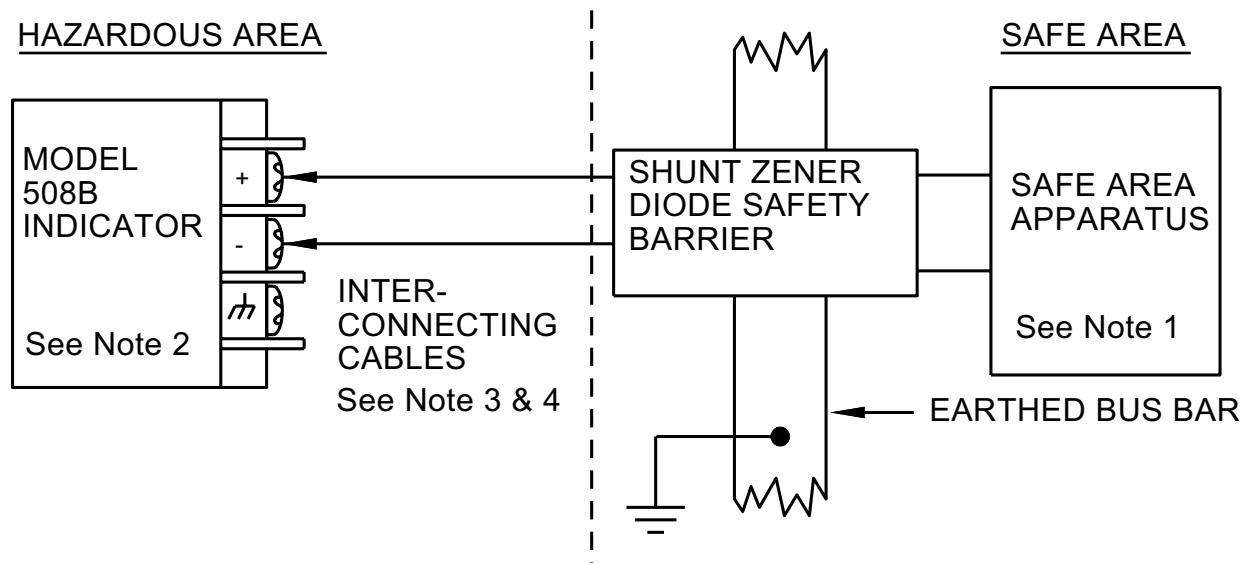 HAZARDOUS AREA
SAFE AREA
MODEL
508B
INDICATOR
+
-
See Note 2
INTER-
CONNECTING
CABLES
See Note 3 & 4
SHUNT ZENER
DIODE SAFETY
BARRIER
SAFE AREA
APPARATUS
See Note 1
EARTHED BUS BAR